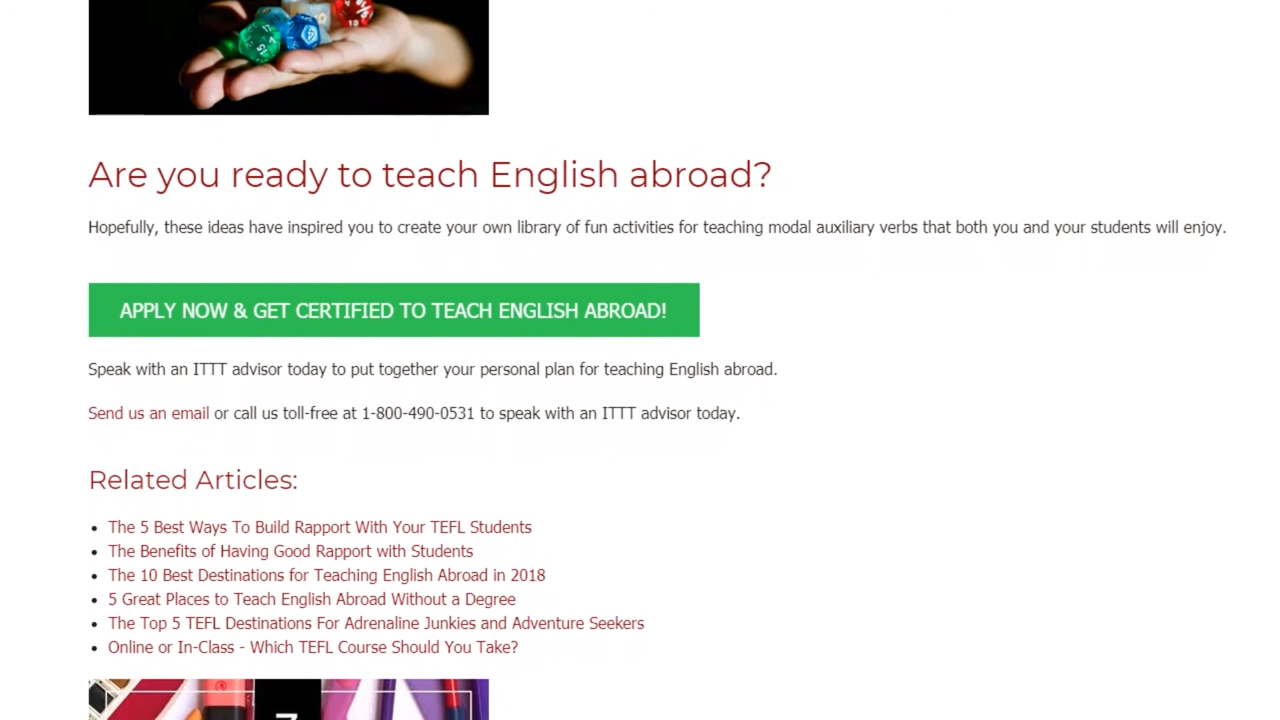 Are you ready to teach English abroad?
Hopefully, these ideas have inspired you to create your own library of fun activities for teaching modal auxiliary verbs that both you and your students will enjoy.
APPLY NOW & GET CERTIFIED TO TEACH ENGLISH ABROAD!
Speak with an ITTT advisor today to put together your personal plan for teaching English abroad.
Send us an email or call us toll-free at 1-800-490-0531 to speak with an ITTT advisor today.
Related Articles:
The 5 Best Ways To Build Rapport With Your TEFL Students
The Benefits of Having Good Rapport with Students
The 10 Best Destinations for Teaching English Abroad in 2018
5 Great Places to Teach English Abroad Without a Degree
The Top 5 TEFL Destinations For Adrenaline Junkies and Adventure Seekers
Online or In-Class - Which TEFL Course Should You Take?